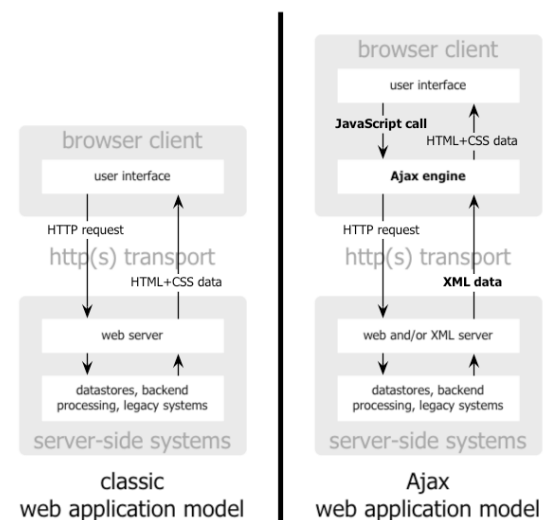 browser client
user interface
HTTP request
http(s) transport
HTML+CSS data
web server
datastores, backend
processing, legacy systems
server-side systems
classic
web application model
browser client
user interface
JavaScript call
HTML+CSS data
Ajax engine
HTTP request
http(s) transport
XML data
web and/or XML server
datastores, backend
processing, legacy systems
server-side systems
Ajax
web application model